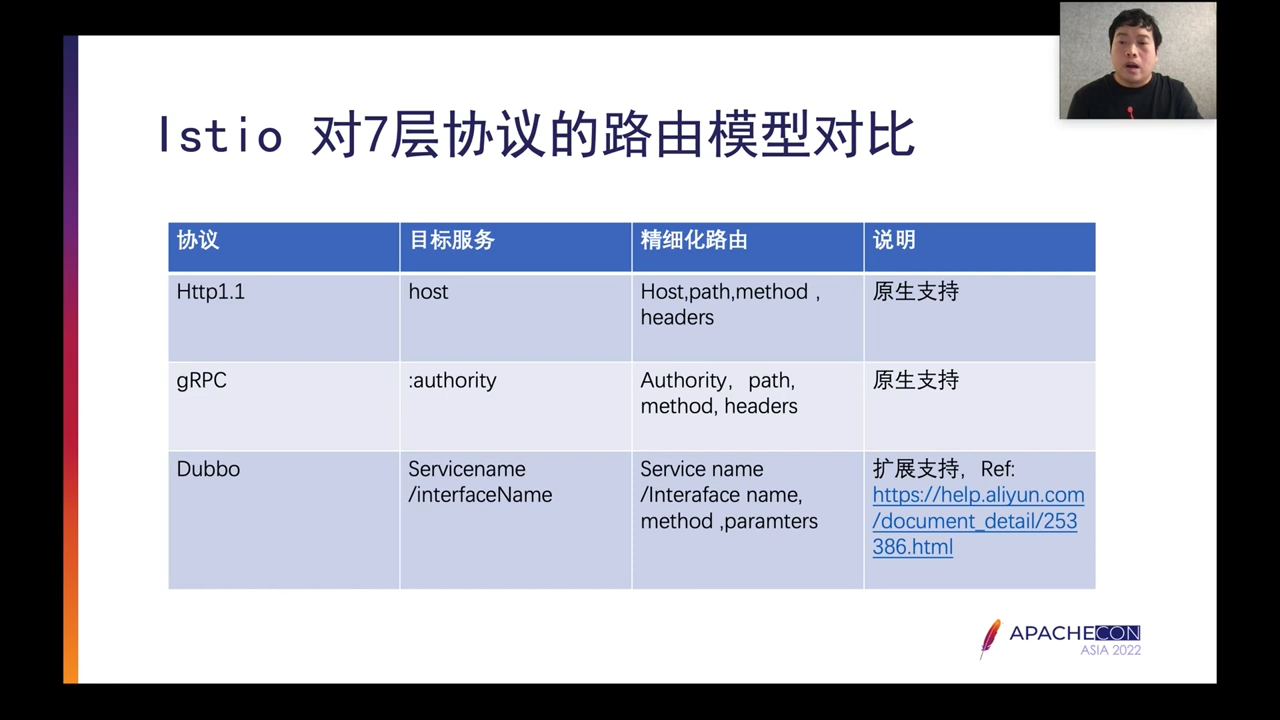 Istio 对7层协议的路由模型对比
协议
目标服务
精细化路由
说明
Http1.1
host
Host,path,method ,
headers
原生支持
gRPC
:authority
Authority，path,
method, headers
原生支持
Dubbo
Servicename
/interfaceName
Service name
/Interaface name,
method ,paramters
扩展支持，Ref:
https://help.aliyun.com
/document_detail/253
386.html
APACHECON
ASIA 2022